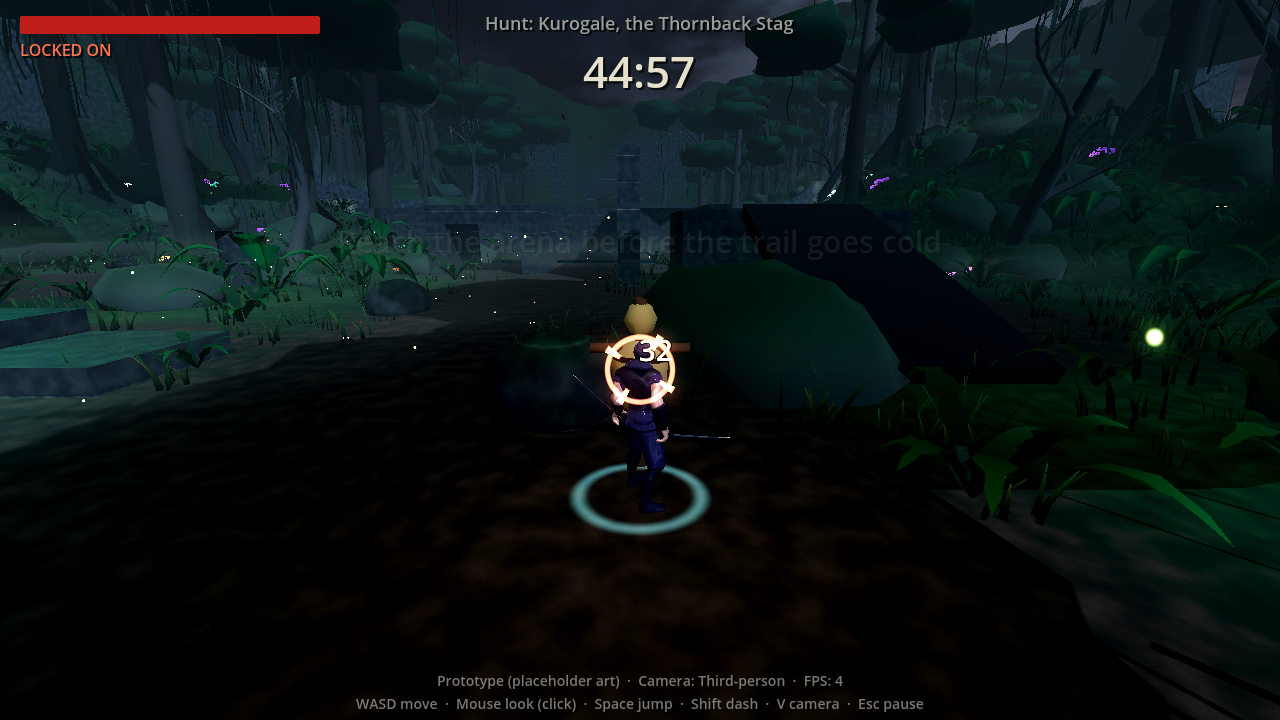 Hunt: Kurogale, the Thornback Stag
LOCKED ON
44:57
Reach the arena before the trail goes cold
32
Prototype (placeholder art) · Camera: Third-person · FPS: 4
WASD move · Mouse look (click) · Space jump · Shift dash · V camera · Esc pause